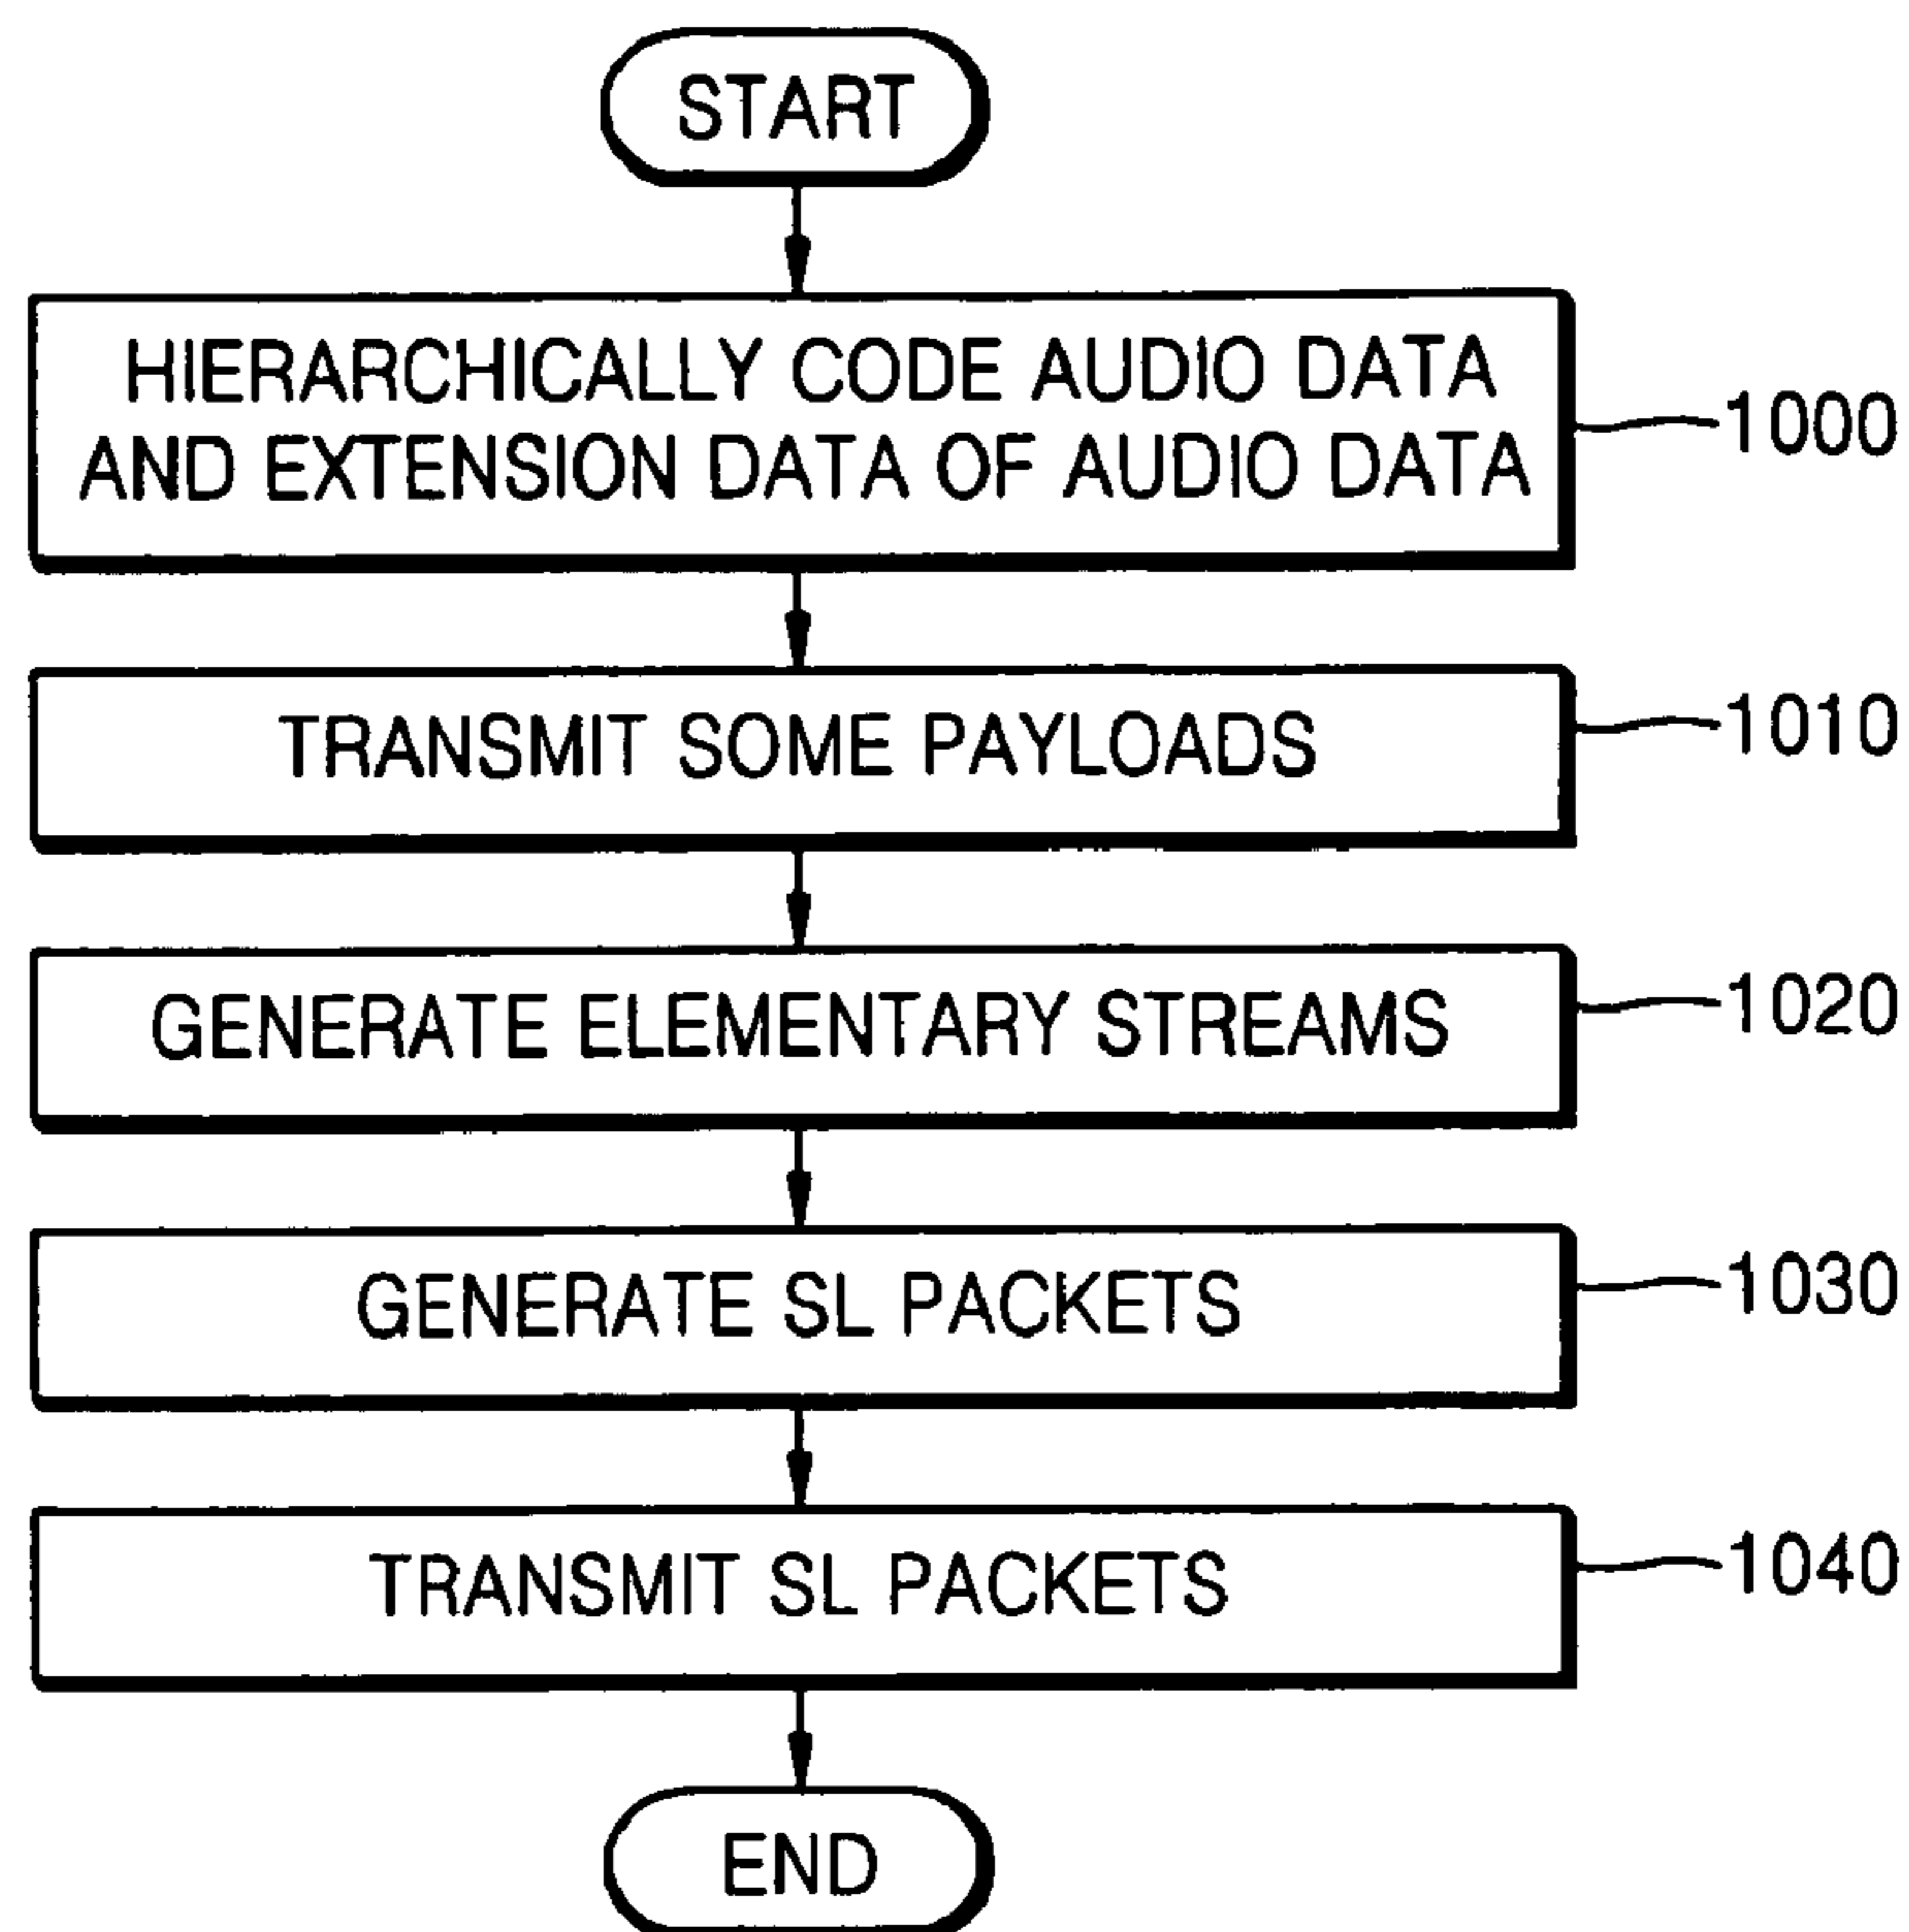 START
HIERARCHICALLY CODE AUDIO DATA
AND EXTENSION DATA OF AUDIO DATA
1000
TRANSMIT SOME PAYLOADS
1010
GENERATE ELEMENTARY STREAMS
1020
GENERATE SL PACKETS
1030
TRANSMIT SL PACKETS
1040
END